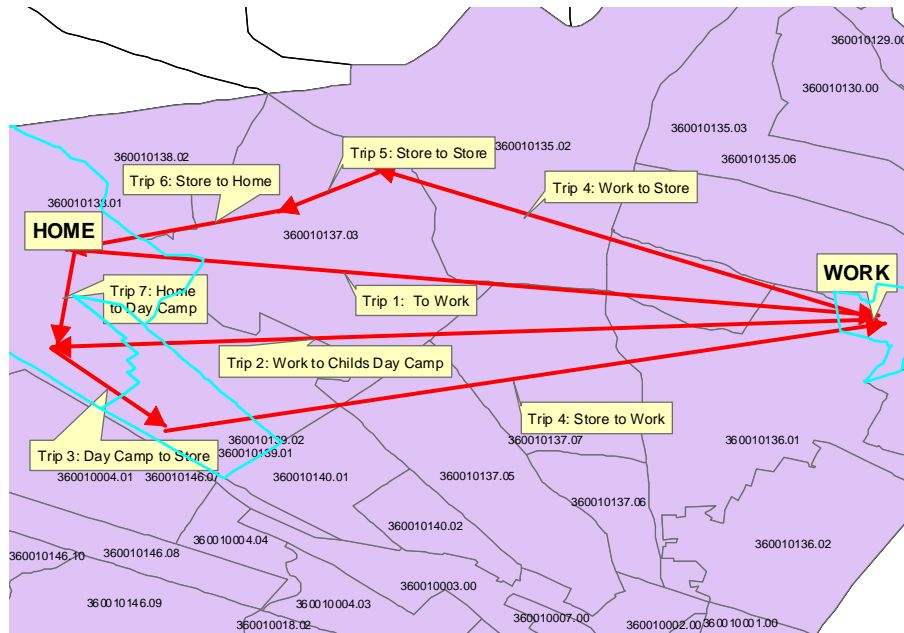 360010129.00
360010130.00
360010135.03
360010135.02
360010135.06
Trip 5: Store to Store
360010138.02
Trip 6: Store to Home
Trip 4: Work to Store
360010138.01
HOME
360010137.03
WORK
Trip 7: Home
to Day Camp
Trip 1: To Work
Trip 2: Work to Childs Day Camp
Trip 4: Store to Work
360010139.02
360010137.07
360010136.01
360010139.01
Trip 3: Day Camp to Store
360010004.01
360010146.07
360010140.01
360010137.05
360010137.06
360010140.02
360010004.04
360010136.02
360010146.10
360010146.08
360010003.00
360010146.09
360010004.03
360010018.02
360010007.00
360010002.00
360010001.00